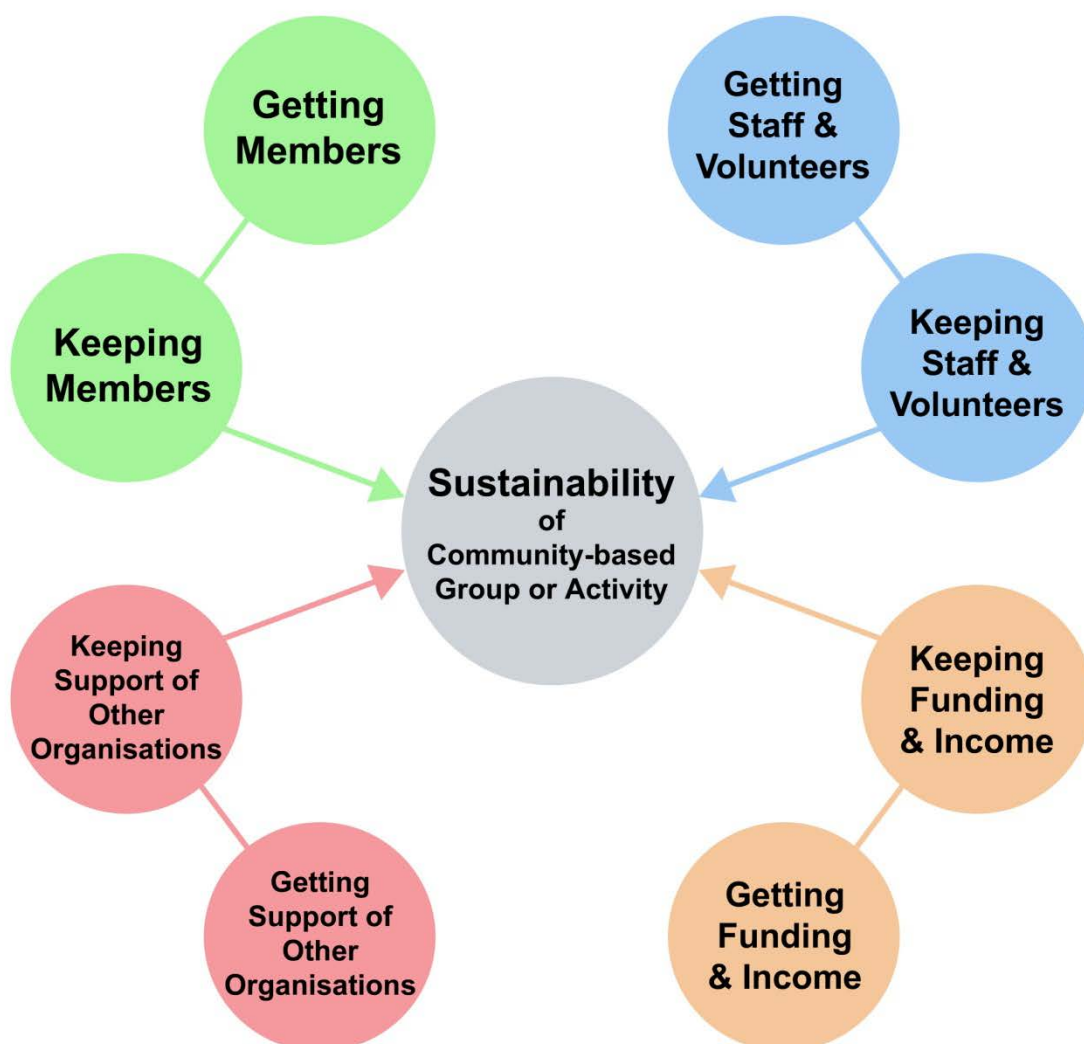 Getting
Members
Getting
Staff &
Volunteers
Keeping
Members
Keeping
Staff &
Volunteers
Sustainability
of
Community-based
Group or Activity
Keeping
Support of
Other
Organisations
Keeping
Funding
& Income
Getting
Support of
Other
Organisations
Getting
Funding
& Income